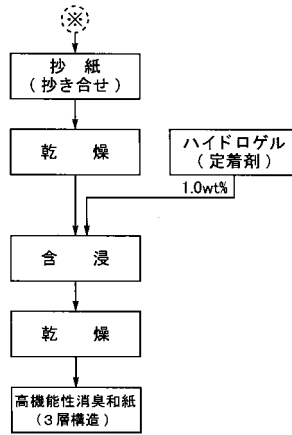 ※
抄 紙
(抄き合せ)
乾 燥
ハイドロゲル
(定着剤)
1.0wt%
含 浸
乾 燥
高機能性消臭和紙
(3層構造)